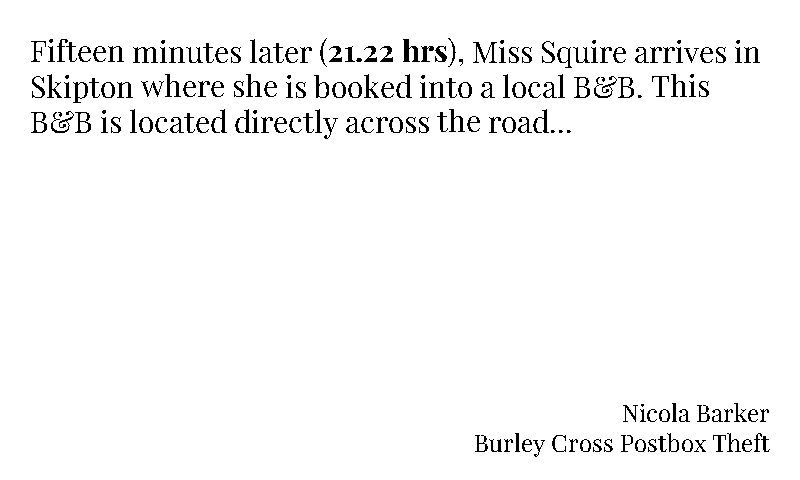 Fifteen minutes later (21.22 hrs), Miss Squire arrives in
Skipton where she is booked into a local B&B. This
B&B is located directly across the road...
Nicola Barker
Burley Cross Postbox Theft